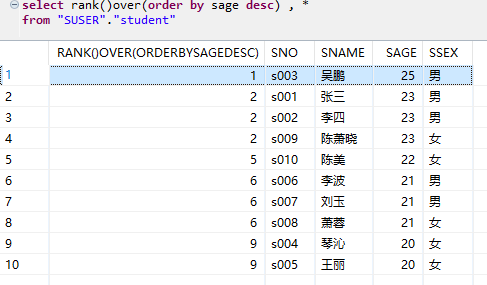 select rank()over(order by sage desc) , *
from "SUSER"."student"
RANK()OVER(ORDERBYSAGEDESC) SNO SNAME SAGE SSEX
1 1 s003 吴鹏 25 男
2 2 s001 张三 23 男
3 2 s002 李四 23 男
4 2 s009 陈萧晓 23 女
5 5 s010 陈美 22 女
6 6 s006 李波 21 男
7 6 s007 刘玉 21 男
8 6 s008 萧蓉 21 女
9 9 s004 琴沁 20 女
10 9 s005 王丽 20 女